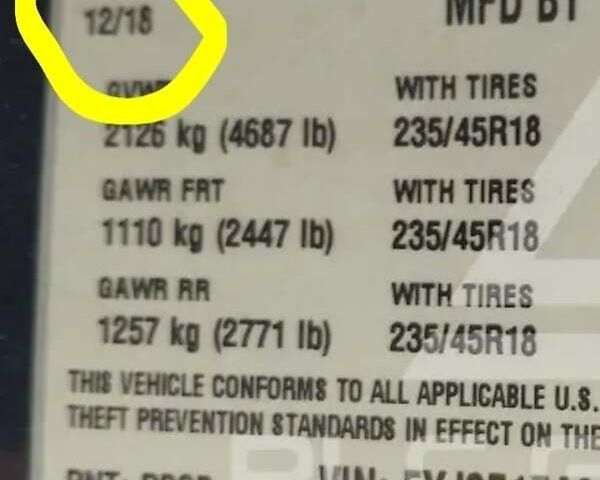 12/18 MFD BY
GVWR WITH TIRES
2126 kg (4687 lb) 235/45R18
GAWR FRT WITH TIRES
1110 kg (2447 lb) 235/45R18
GAWR RR WITH TIRES
1257 kg (2771 lb) 235/45R18
THIS VEHICLE CONFORMS TO ALL APPLICABLE U.S.
THEFT PREVENTION STANDARDS IN EFFECT ON THE
VIN: